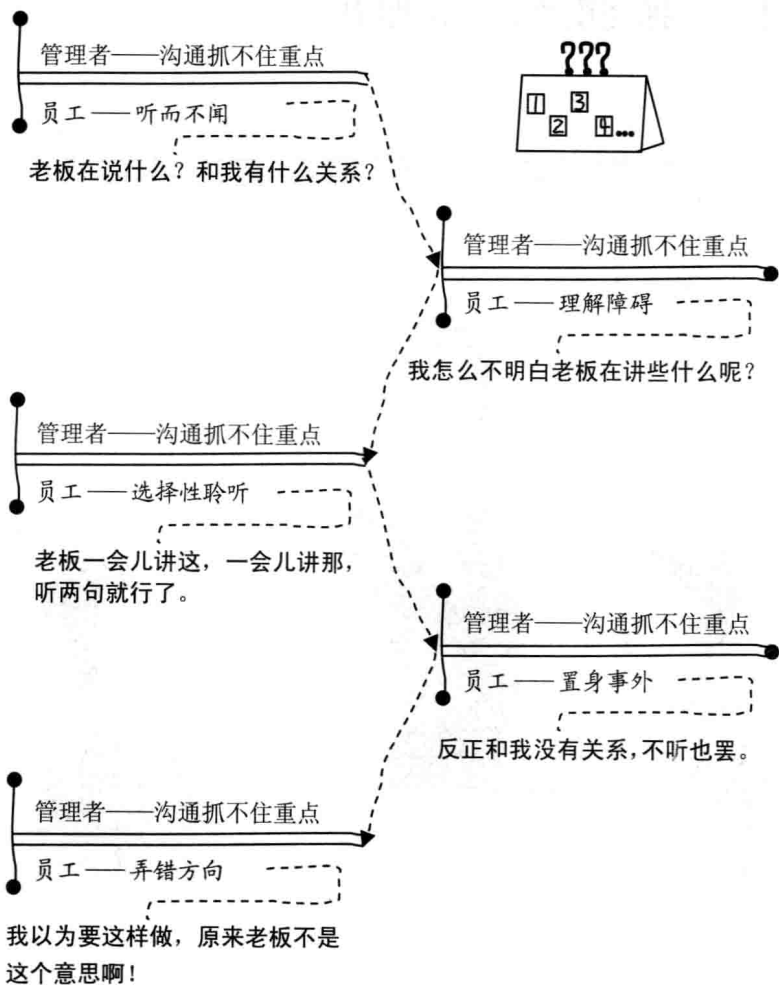 管理者——沟通抓不住重点
???
1 3
2 4...
员工——听而不闻
老板在说什么？和我有什么关系？
管理者——沟通抓不住重点
员工——理解障碍
我怎么不明白老板在讲些什么呢？
管理者——沟通抓不住重点
员工——选择性聆听
老板一会儿讲这，一会儿讲那，
听两句就行了。
管理者——沟通抓不住重点
员工——置身事外
反正和我没有关系，不听也罢。
管理者——沟通抓不住重点
员工——弄错方向
我以为要这样做，原来老板不是
这个意思啊！